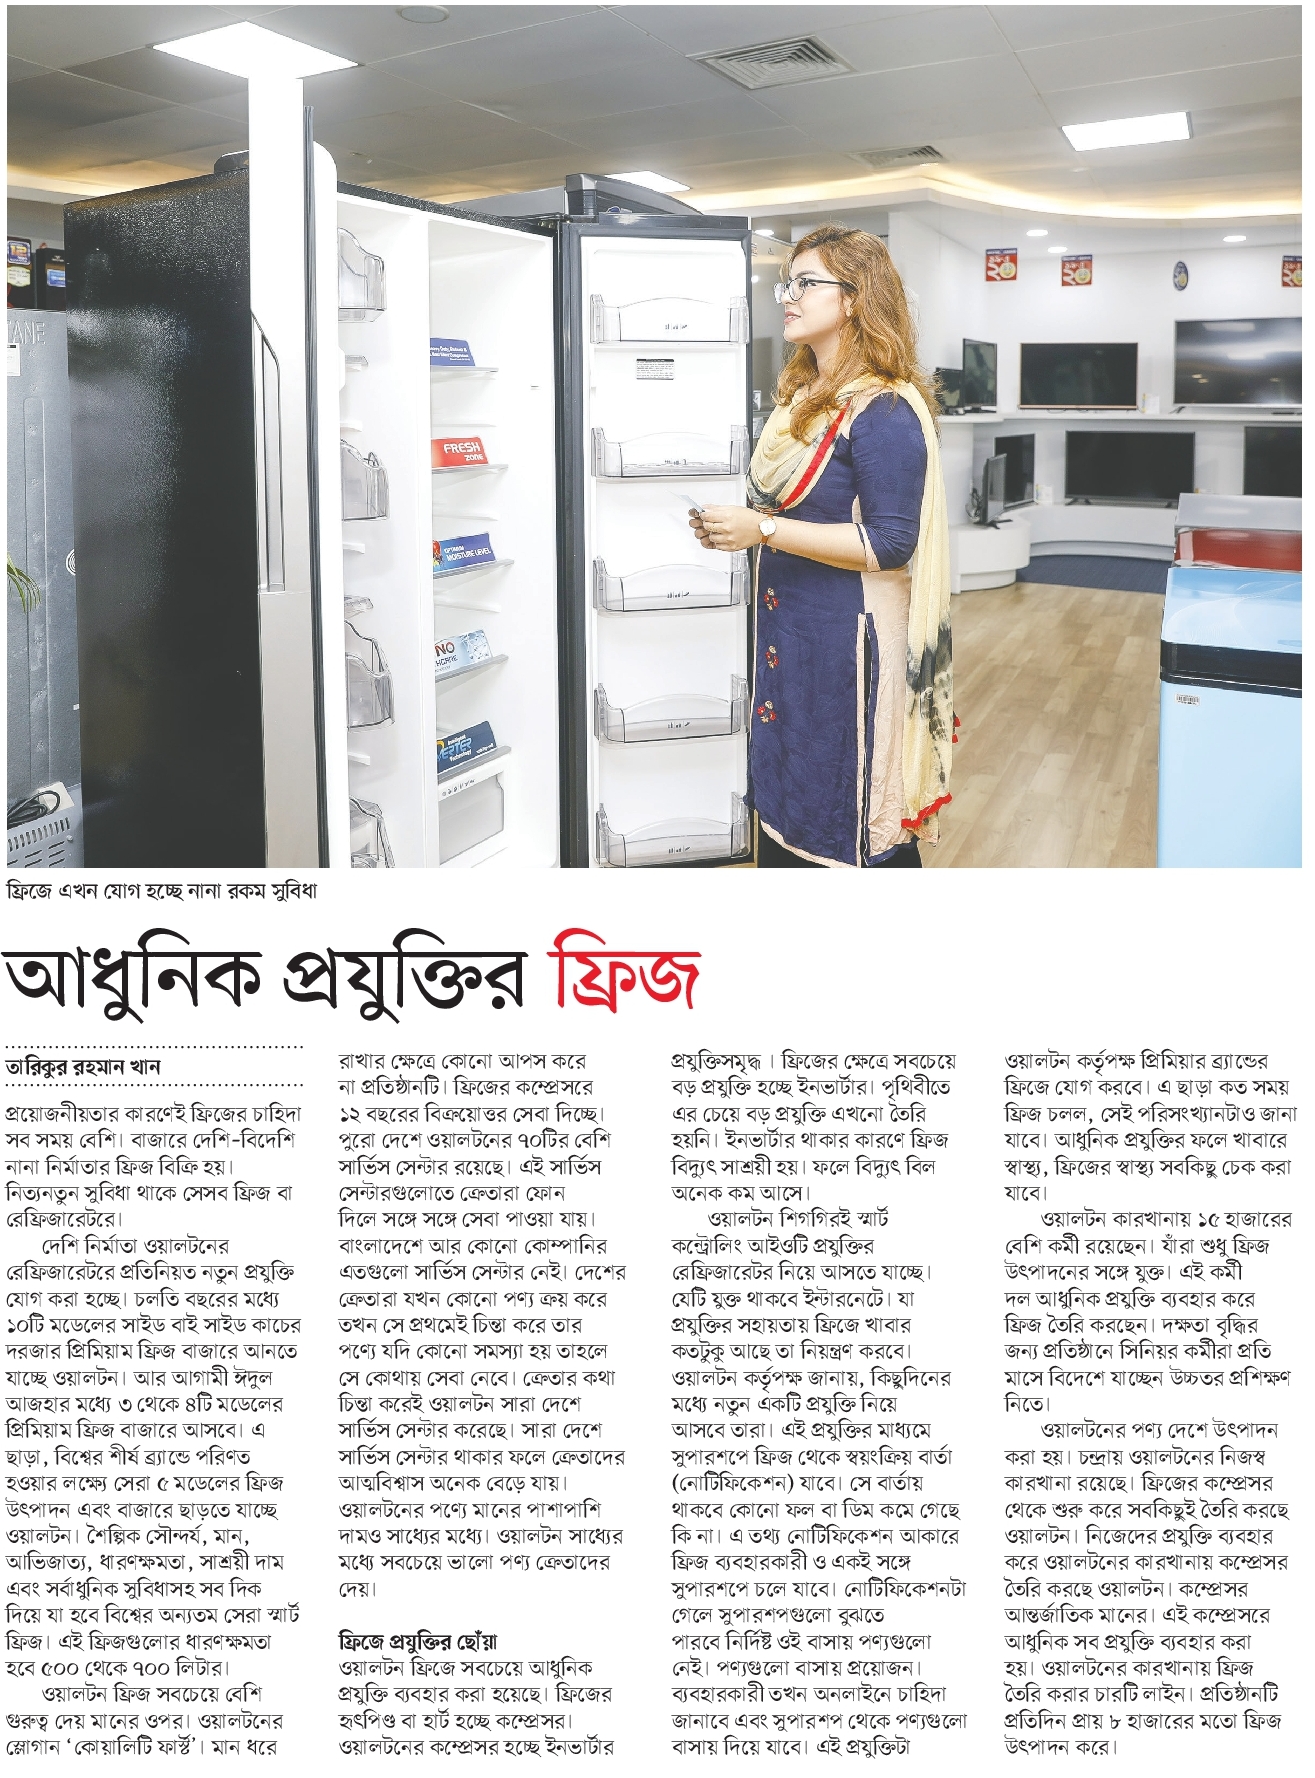 FRESH
ZONE
OPTIMUM
MOISTURE LEVEL
NO
Technology
ফ্রিজে এখন যোগ হচ্ছে নানা রকম সুবিধা
আধুনিক প্রযুক্তির ফ্রিজ
তারিকুর রহমান খান
প্রয়োজনীয়তার কারণেই ফ্রিজের চাহিদা
সব সময় বেশি। বাজারে দেশি-বিদেশি
নানা নির্মাতার ফ্রিজ বিক্রি হয়।
নিত্যনতুন সুবিধা থাকে সেসব ফ্রিজ বা
রেফ্রিজারেটরে।
দেশি নির্মাতা ওয়ালটনের
রেফ্রিজারেটরে প্রতিনিয়ত নতুন প্রযুক্তি
যোগ করা হচ্ছে। চলতি বছরের মধ্যে
১০টি মডেলের সাইড বাই সাইড কাচের
দরজার প্রিমিয়াম ফ্রিজ বাজারে আনতে
যাচ্ছে ওয়ালটন। আর আগামী ঈদুল
আজহার মধ্যে ৩ থেকে ৪টি মডেলের
প্রিমিয়াম ফ্রিজ বাজারে আসবে। এ
ছাড়া, বিশ্বের শীর্ষ ব্র্যান্ডে পরিণত
হওয়ার লক্ষ্যে সেরা ৫ মডেলের ফ্রিজ
উৎপাদন এবং বাজারে ছাড়তে যাচ্ছে
ওয়ালটন। শৈল্পিক সৌন্দর্য, মান,
আভিজাত্য, ধারণক্ষমতা, সাশ্রয়ী দাম
এবং সর্বাধুনিক সুবিধাসহ সব দিক
দিয়ে যা হবে বিশ্বের অন্যতম সেরা স্মার্ট
ফ্রিজ। এই ফ্রিজগুলোর ধারণক্ষমতা
হবে ৫০০ থেকে ৭০০ লিটার।
ওয়ালটন ফ্রিজ সবচেয়ে বেশি
গুরুত্ব দেয় মানের ওপর। ওয়ালটনের
স্লোগান ‘কোয়ালিটি ফার্স্ট’। মান ধরে
রাখার ক্ষেত্রে কোনো আপস করে
না প্রতিষ্ঠানটি। ফ্রিজের কম্প্রেসরে
১২ বছরের বিক্রয়োত্তর সেবা দিচ্ছে।
পুরো দেশে ওয়ালটনের ৭০টির বেশি
সার্ভিস সেন্টার রয়েছে। এই সার্ভিস
সেন্টারগুলোতে ক্রেতারা ফোন
দিলে সঙ্গে সঙ্গে সেবা পাওয়া যায়।
বাংলাদেশে আর কোনো কোম্পানির
এতগুলো সার্ভিস সেন্টার নেই। দেশের
ক্রেতারা যখন কোনো পণ্য ক্রয় করে
তখন সে প্রথমেই চিন্তা করে তার
পণ্যে যদি কোনো সমস্যা হয় তাহলে
সে কোথায় সেবা নেবে। ক্রেতার কথা
চিন্তা করেই ওয়ালটন সারা দেশে
সার্ভিস সেন্টার করেছে। সারা দেশে
সার্ভিস সেন্টার থাকার ফলে ক্রেতাদের
আত্মবিশ্বাস অনেক বেড়ে যায়।
ওয়ালটনের পণ্যে মানের পাশাপাশি
দামও সাধ্যের মধ্যে। ওয়ালটন সাধ্যের
মধ্যে সবচেয়ে ভালো পণ্য ক্রেতাদের
দেয়।
ফ্রিজে প্রযুক্তির ছোঁয়া
ওয়ালটন ফ্রিজে সবচেয়ে আধুনিক
প্রযুক্তি ব্যবহার করা হয়েছে। ফ্রিজের
হৃৎপিণ্ড বা হার্ট হচ্ছে কম্প্রেসর।
ওয়ালটনের কম্প্রেসর হচ্ছে ইনভার্টার
প্রযুক্তিসমৃদ্ধ । ফ্রিজের ক্ষেত্রে সবচেয়ে
বড় প্রযুক্তি হচ্ছে ইনভার্টার। পৃথিবীতে
এর চেয়ে বড় প্রযুক্তি এখনো তৈরি
হয়নি। ইনভার্টার থাকার কারণে ফ্রিজ
বিদ্যুৎ সাশ্রয়ী হয়। ফলে বিদ্যুৎ বিল
অনেক কম আসে।
ওয়ালটন শিগগিরই স্মার্ট
কন্ট্রোলিং আইওটি প্রযুক্তির
রেফ্রিজারেটর নিয়ে আসতে যাচ্ছে।
যেটি যুক্ত থাকবে ইন্টারনেটে। যা
প্রযুক্তির সহায়তায় ফ্রিজে খাবার
কতটুকু আছে তা নিয়ন্ত্রণ করবে।
ওয়ালটন কর্তৃপক্ষ জানায়, কিছুদিনের
মধ্যে নতুন একটি প্রযুক্তি নিয়ে
আসবে তারা। এই প্রযুক্তির মাধ্যমে
সুপারশপে ফ্রিজ থেকে স্বয়ংক্রিয় বার্তা
(নোটিফিকেশন) যাবে। সে বার্তায়
থাকবে কোনো ফল বা ডিম কমে গেছে
কি না। এ তথ্য নোটিফিকেশন আকারে
ফ্রিজ ব্যবহারকারী ও একই সঙ্গে
সুপারশপে চলে যাবে। নোটিফিকেশনটা
গেলে সুপারশপগুলো বুঝতে
পারবে নির্দিষ্ট ওই বাসায় পণ্যগুলো
নেই। পণ্যগুলো বাসায় প্রয়োজন।
ব্যবহারকারী তখন অনলাইনে চাহিদা
জানাবে এবং সুপারশপ থেকে পণ্যগুলো
বাসায় দিয়ে যাবে। এই প্রযুক্তিটা
ওয়ালটন কর্তৃপক্ষ প্রিমিয়ার ব্র্যান্ডের
ফ্রিজে যোগ করবে। এ ছাড়া কত সময়
ফ্রিজ চলল, সেই পরিসংখ্যানটাও জানা
যাবে। আধুনিক প্রযুক্তির ফলে খাবারে
স্বাস্থ্য, ফ্রিজের স্বাস্থ্য সবকিছু চেক করা
যাবে।
ওয়ালটন কারখানায় ১৫ হাজারের
বেশি কর্মী রয়েছেন। যাঁরা শুধু ফ্রিজ
উৎপাদনের সঙ্গে যুক্ত। এই কর্মী
দল আধুনিক প্রযুক্তি ব্যবহার করে
ফ্রিজ তৈরি করছেন। দক্ষতা বৃদ্ধির
জন্য প্রতিষ্ঠানে সিনিয়র কর্মীরা প্রতি
মাসে বিদেশে যাচ্ছেন উচ্চতর প্রশিক্ষণ
নিতে।
ওয়ালটনের পণ্য দেশে উৎপাদন
করা হয়। চন্দ্রায় ওয়ালটনের নিজস্ব
কারখানা রয়েছে। ফ্রিজের কম্প্রেসর
থেকে শুরু করে সবকিছুই তৈরি করছে
ওয়ালটন। নিজেদের প্রযুক্তি ব্যবহার
করে ওয়ালটনের কারখানায় কম্প্রেসর
তৈরি করছে ওয়ালটন। কম্প্রেসর
আন্তর্জাতিক মানের। এই কম্প্রেসরে
আধুনিক সব প্রযুক্তি ব্যবহার করা
হয়। ওয়ালটনের কারখানায় ফ্রিজ
তৈরি করার চারটি লাইন। প্রতিষ্ঠানটি
প্রতিদিন প্রায় ৮ হাজারের মতো ফ্রিজ
উৎপাদন করে।